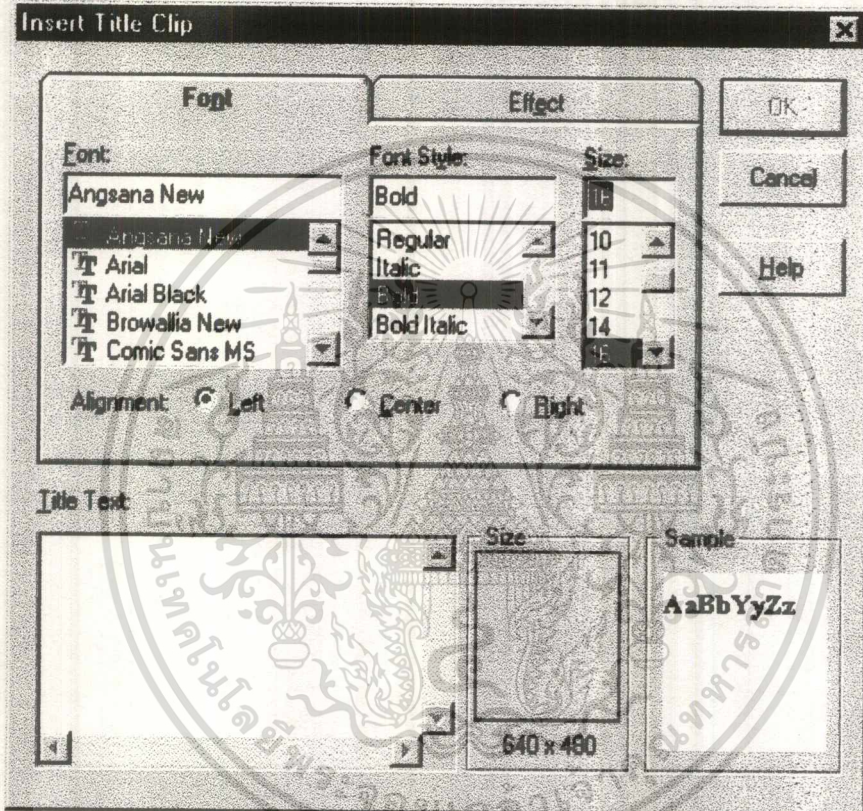 Insert Title Clip
Font
Effect
OK
Cancel
Help
Font:
Font Style:
Size:
Angsana New
Bold
16
Angsana New
Arial
Arial Black
Browallia New
Comic Sans MS
Regular
Italic
Bold
Bold Italic
10
11
12
14
16
Alignment:
Left
Center
Right
Title Text
Size
640 x 480
Sample
AaBbYyZz